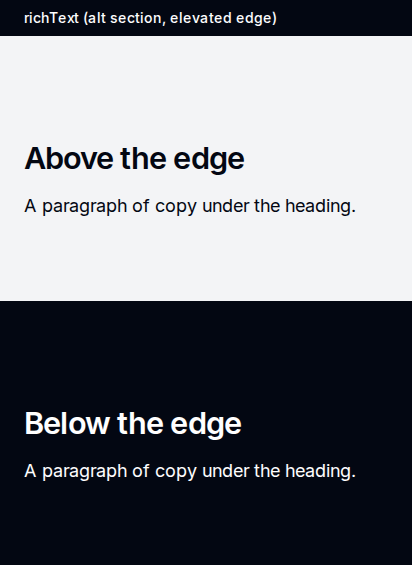 richText (alt section, elevated edge)
Above the edge
A paragraph of copy under the heading.
Below the edge
A paragraph of copy under the heading.